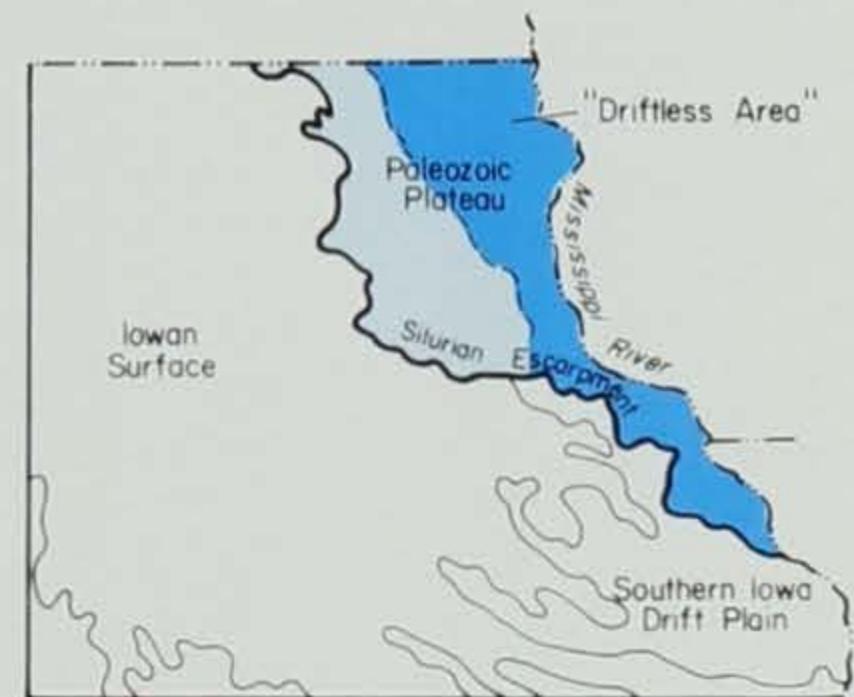 "Driftless Area"
Paleozoic
Plateau
Mississippi
River
Iowan
Surface
Silurian Escarpment
Southern Iowa
Drift Plain